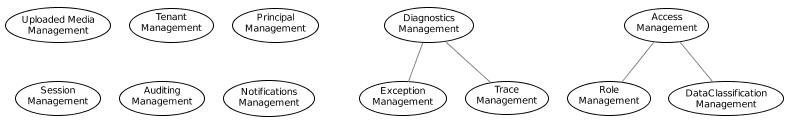 Uploaded Media
Management
Tenant
Management
Principal
Management
Diagnostics
Management
Access
Management
Session
Management
Auditing
Management
Notifications
Management
Exception
Management
Trace
Management
Role
Management
DataClassification
Management